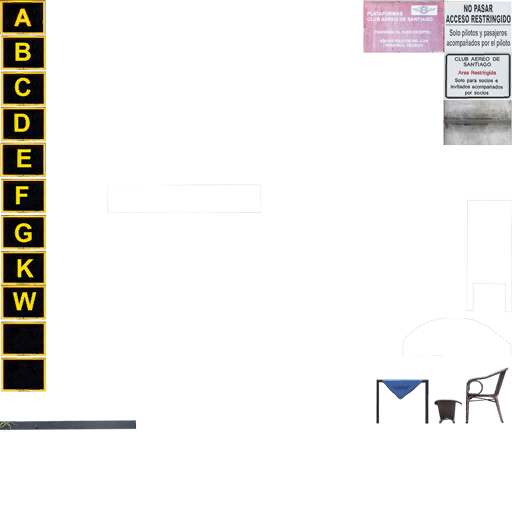 A
B
C
D
E
F
G
K
W
PLATAFORMAS
CLUB AEREO DE SANTIAGO
NO PASAR
ACCESO RESTRINGIDO
Solo pilotos y pasajeros
acompañados por el piloto
CLUB AEREO DE
SANTIAGO
Area Restringida
Solo para socios e
invitados acompañados
por socios